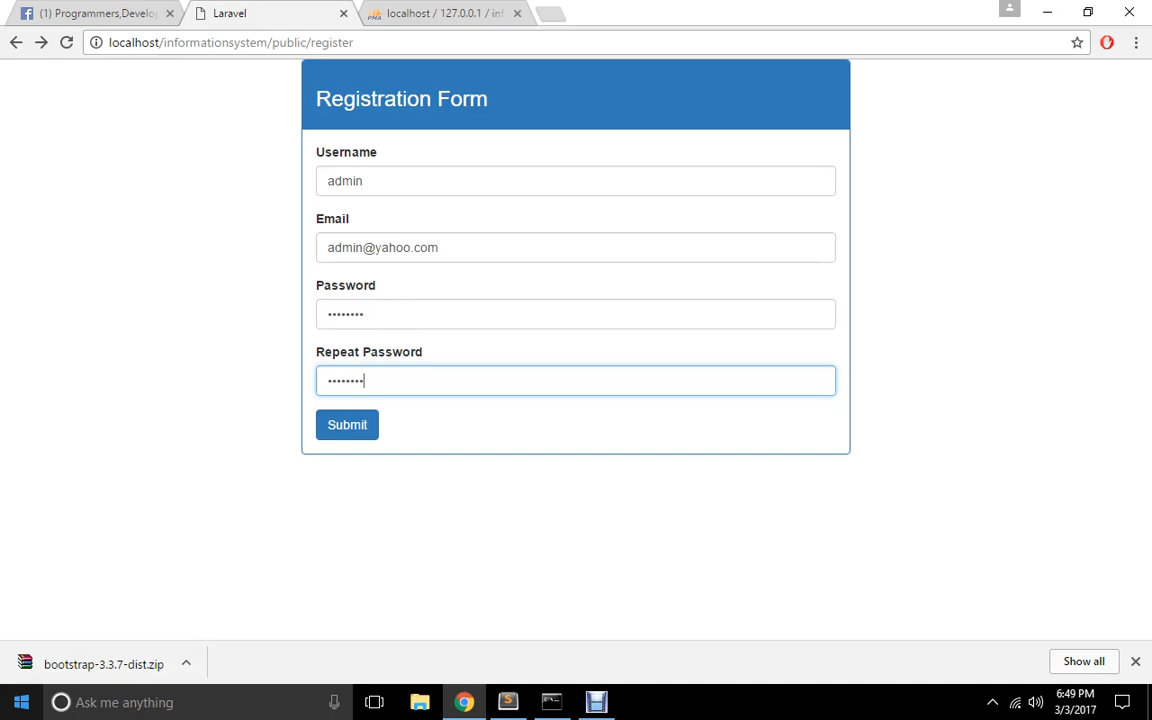 (1) Programmers,Develo
Laravel
localhost / 127.0.0.1 / inf
localhost/informationsystem/public/register
Registration Form
Username
admin
Email
admin@yahoo.com
Password
••••••••
Repeat Password
••••••••
Submit
bootstrap-3.3.7-dist.zip
Show all
Ask me anything
6:49 PM
3/3/2017